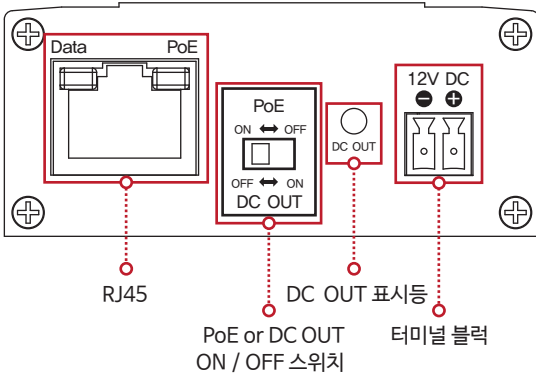 Data PoE
PoE
ON ↔ OFF
OFF ↔ ON
DC OUT
DC OUT
12V DC
RJ45
DC OUT 표시등
PoE or DC OUT
ON / OFF 스위치
터미널 블럭